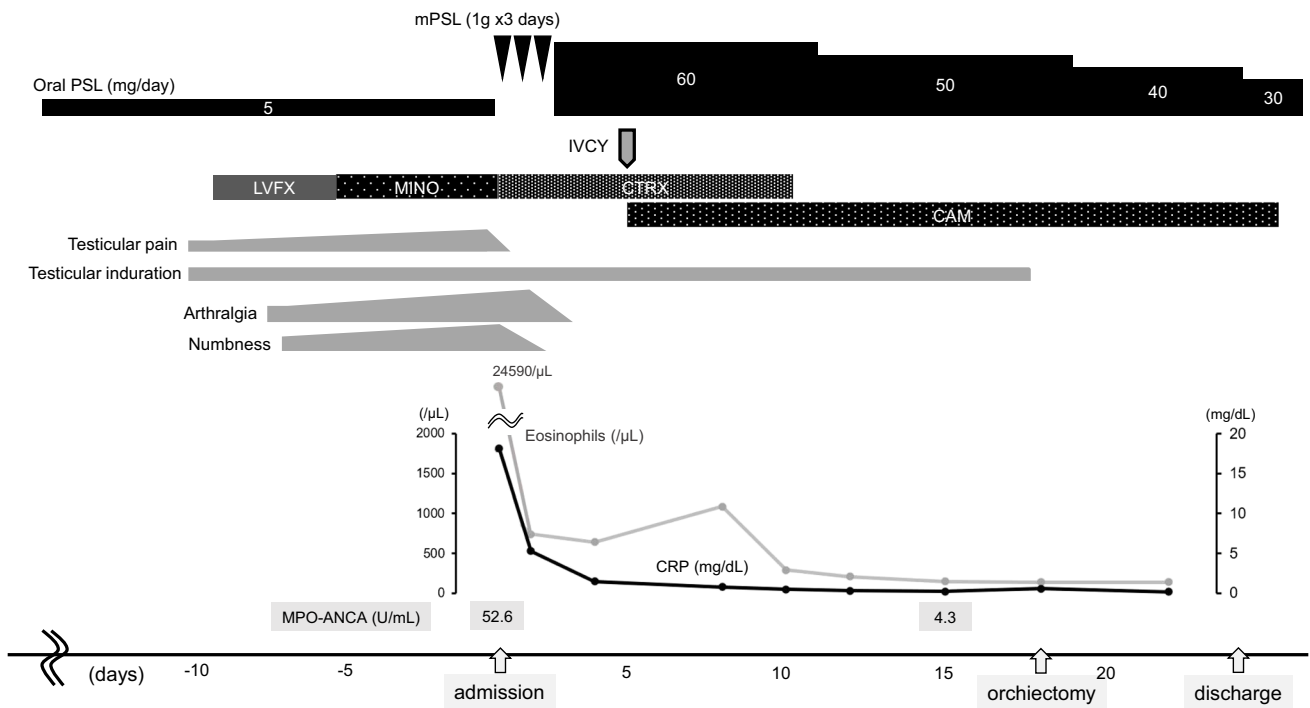 mPSL (1g x3 days)
Oral PSL (mg/day)
5
60
50
40
30
IVCY
LVFX
MINO
CTRX
CAM
Testicular pain
Testicular induration
Arthralgia
Numbness
24590/μL
(/μL)
Eosinophils (/μL)
(mg/dL)
2000
1500
1000
500
0
20
15
10
5
0
CRP (mg/dL)
MPO-ANCA (U/mL)
52.6
4.3
(days)
-10
-5
5
10
15
20
admission
orchiectomy
discharge